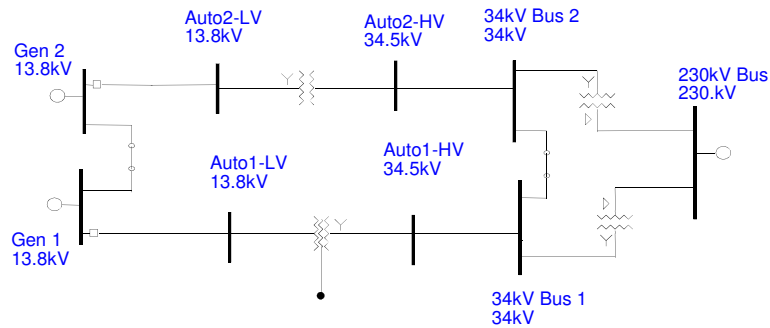 Gen 2
13.8kV
Auto2-LV
13.8kV
Auto2-HV
34.5kV
34kV Bus 2
34kV
230kV Bus
230.kV
Gen 1
13.8kV
Auto1-LV
13.8kV
Auto1-HV
34.5kV
34kV Bus 1
34kV